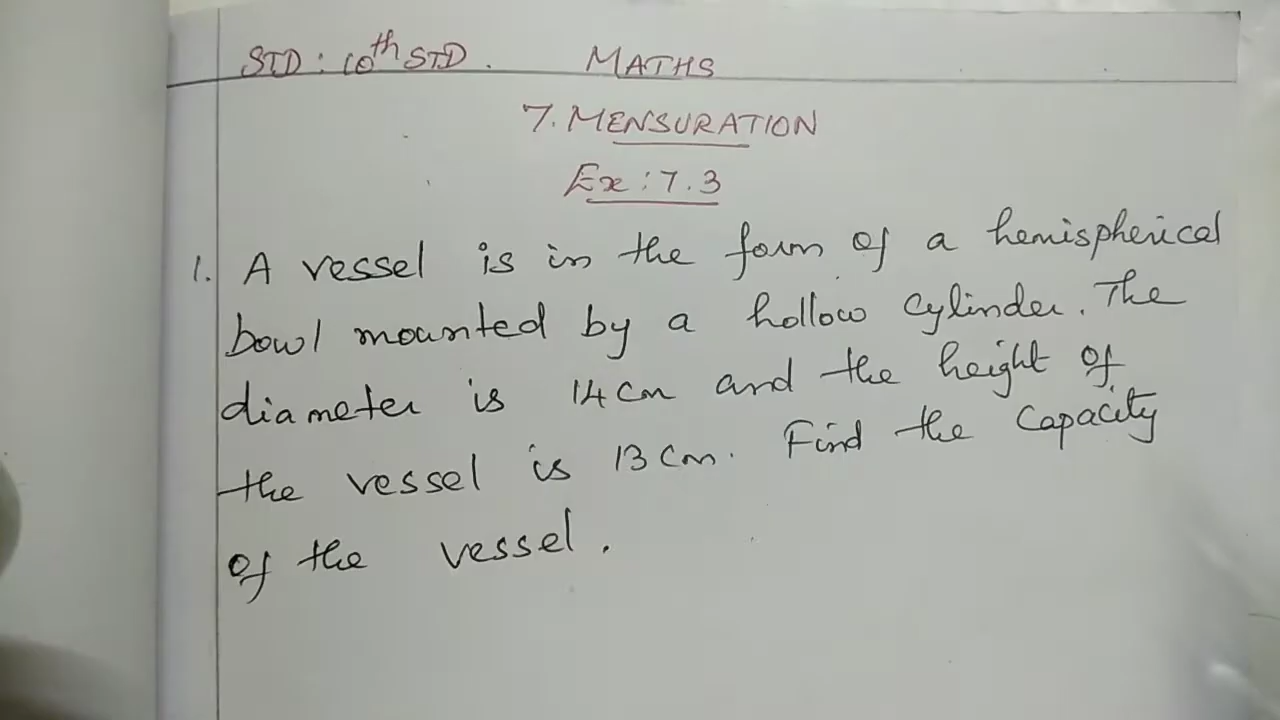 STD : 10th STD. MATHS
7. MENSURATION
Ex : 7.3
1. A vessel is in the form of a hemispherical
bowl mounted by a hollow cylinder. The
diameter is 14 cm and the height of
the vessel is 13 cm. Find the capacity
of the vessel.